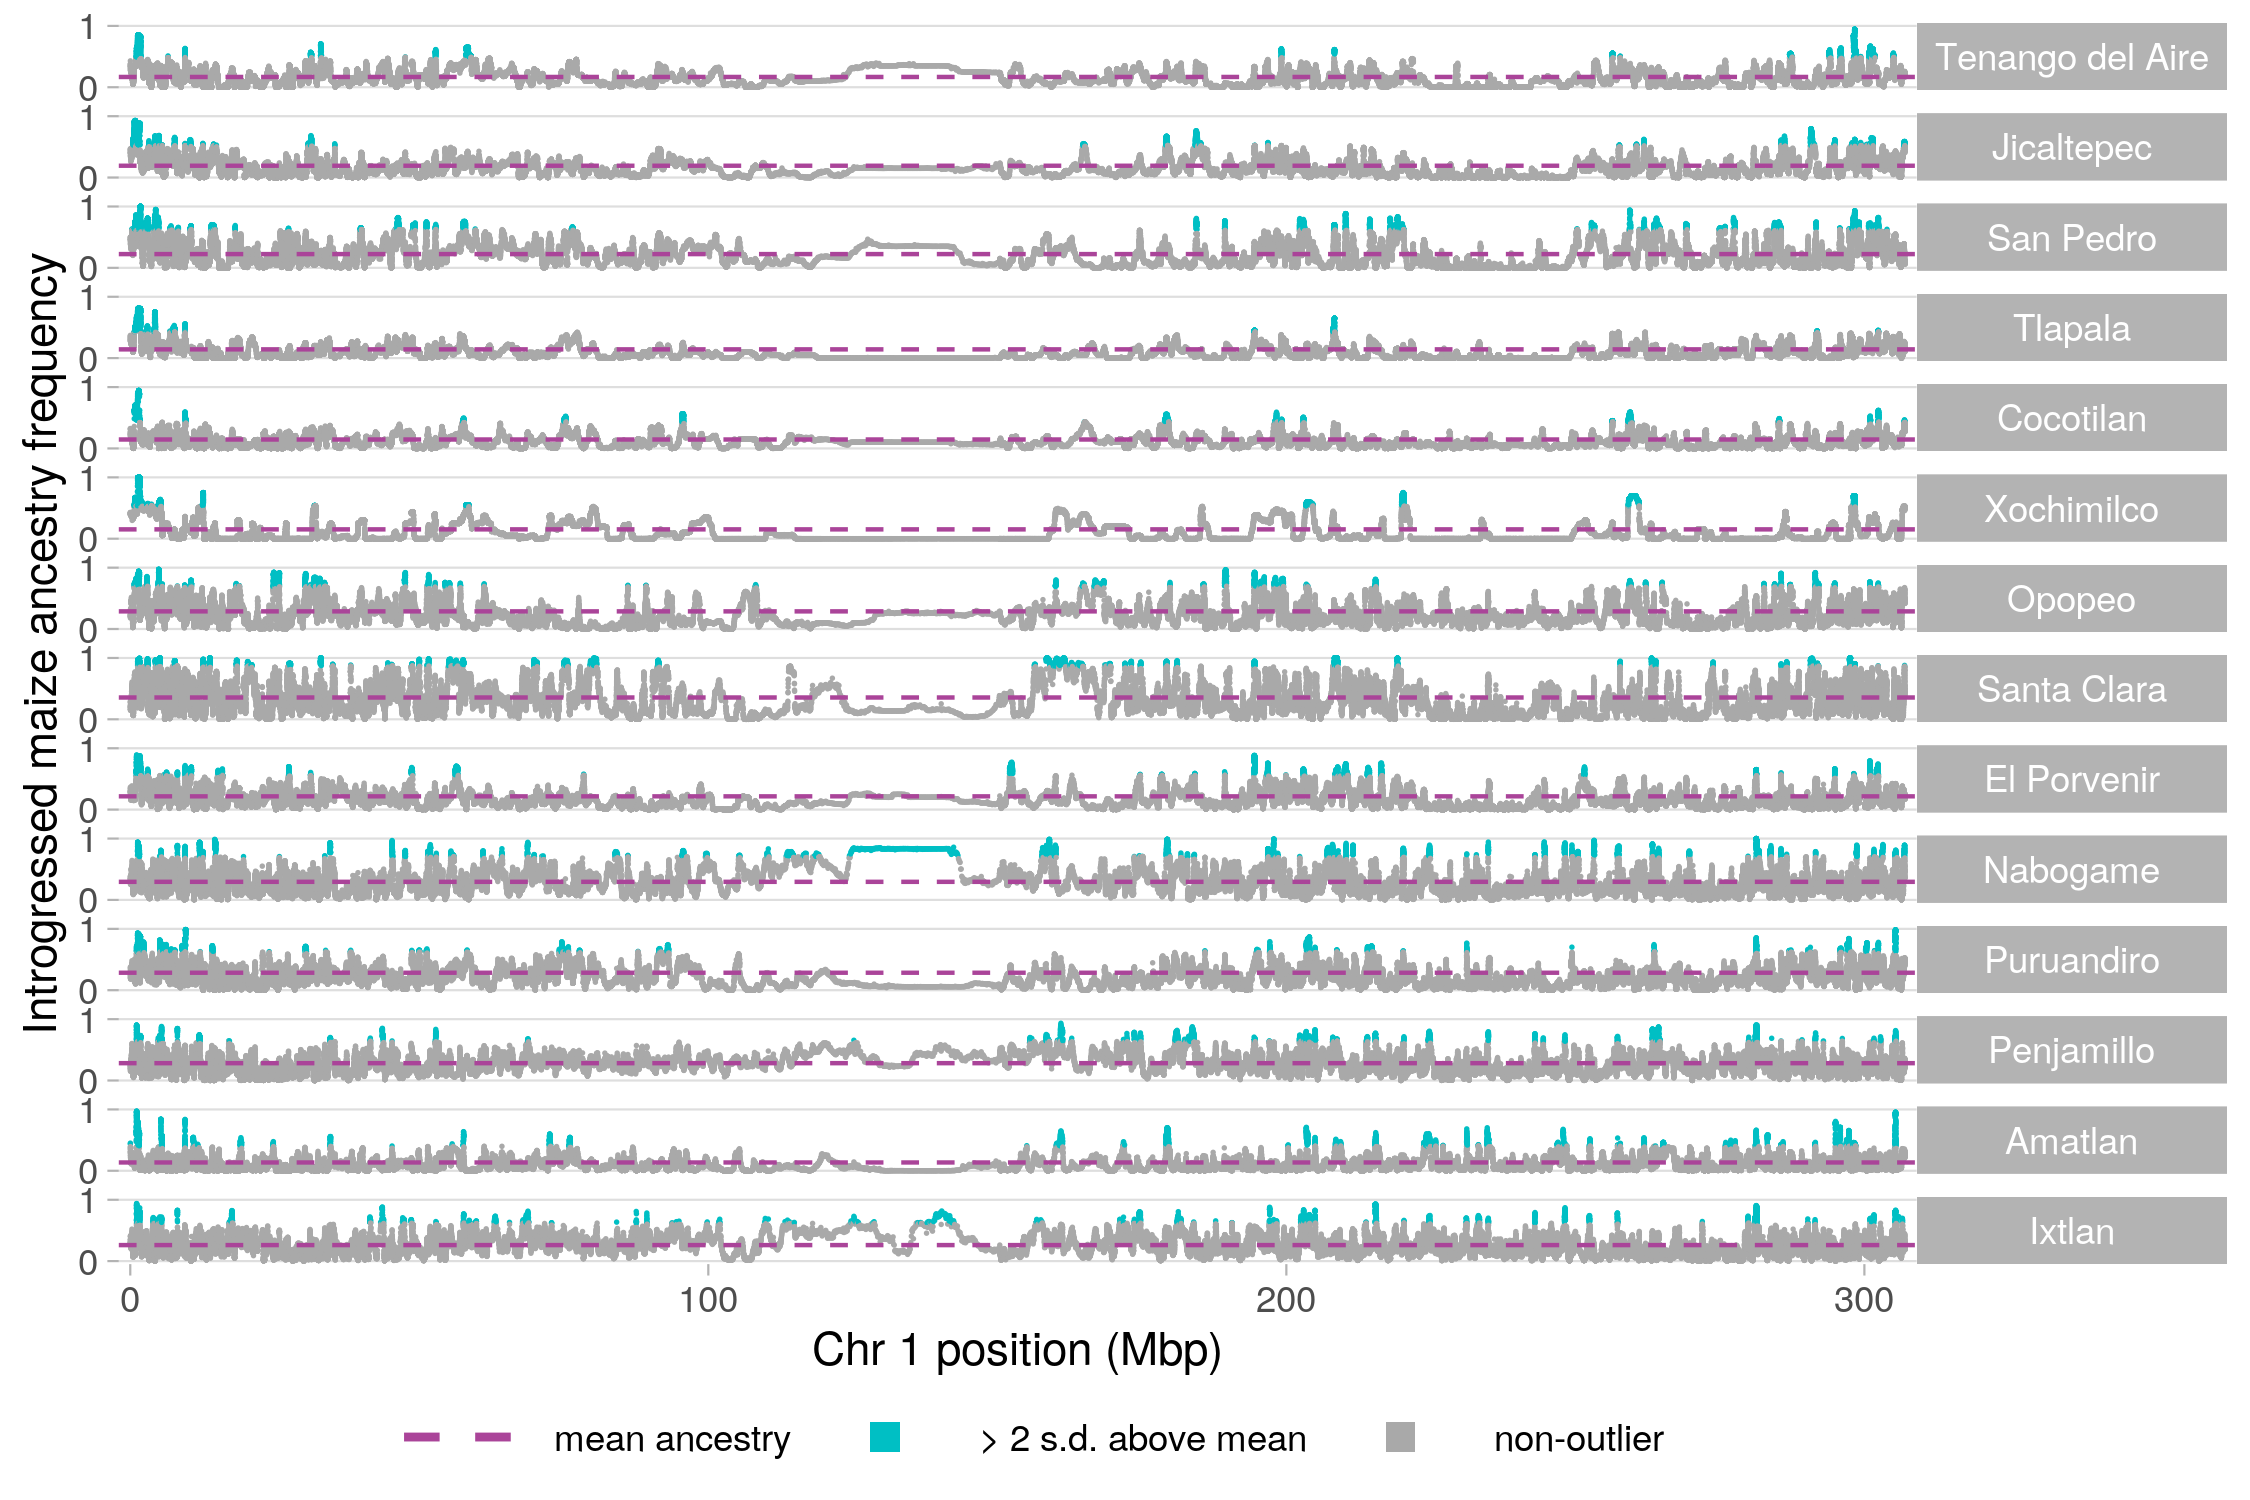 Introgressed maize ancestry frequency
1
0
Tenango del Aire
1
0
Jicaltepec
1
0
San Pedro
1
0
Tlapala
1
0
Cocotilan
1
0
Xochimilco
1
0
Opopeo
1
0
Santa Clara
1
0
El Porvenir
1
0
Nabogame
1
0
Puruandiro
1
0
Penjamillo
1
0
Amatlan
1
0
Ixtlan
0 100 200 300
Chr 1 position (Mbp)
mean ancestry > 2 s.d. above mean non-outlier